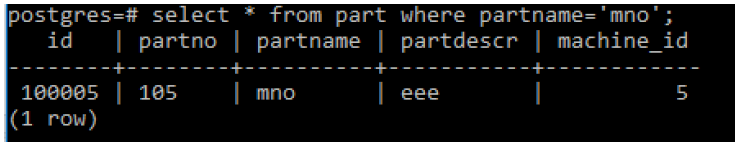 postgres=# select * from part where partname='mno';
   id   | partno | partname | partdescr | machine_id
--------+--------+----------+-----------+------------
 100005 | 105    | mno      | eee       |          5
(1 row)